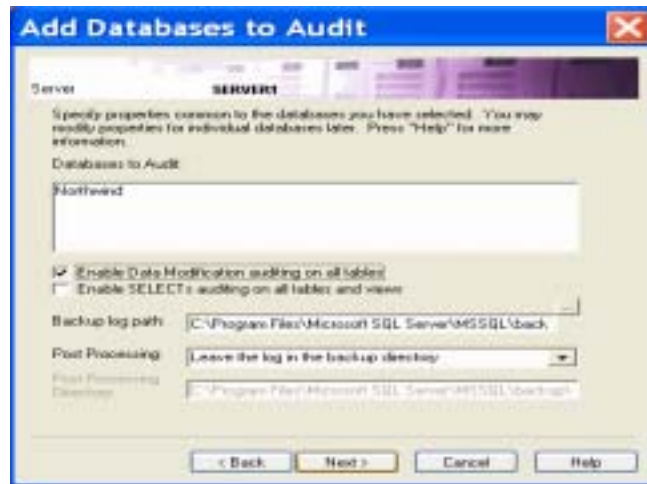 Add Databases to Audit
Server SERVER1
Specify properties common to the databases you have selected. You may
modify properties for individual databases later. Press "Help" for more
information.
Databases to Audit
Northwind
Enable Data Modification auditing on all tables
Enable SELECTs auditing on all tables and views
...
Backup log path: C:\Program Files\Microsoft SQL Server\MSSQL\back
Post Processing: Leave the log in the backup directory
Post Processing
Directory: C:\Program Files\Microsoft SQL Server\MSSQL\backup\
< Back Next > Cancel Help